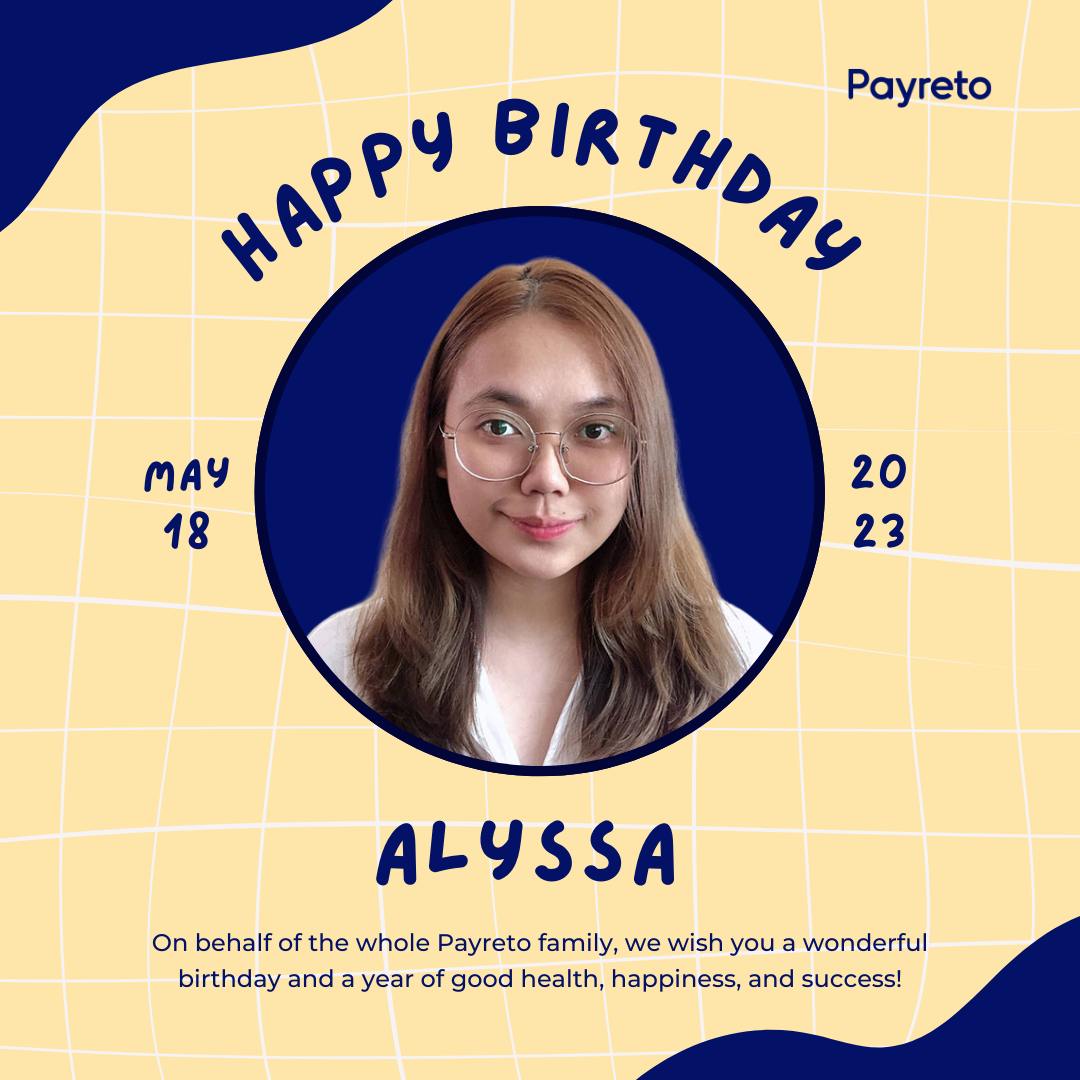 Payreto
HAPPY BIRTHDAY
MAY
18
20
23
ALYSSA
On behalf of the whole Payreto family, we wish you a wonderful
birthday and a year of good health, happiness, and success!